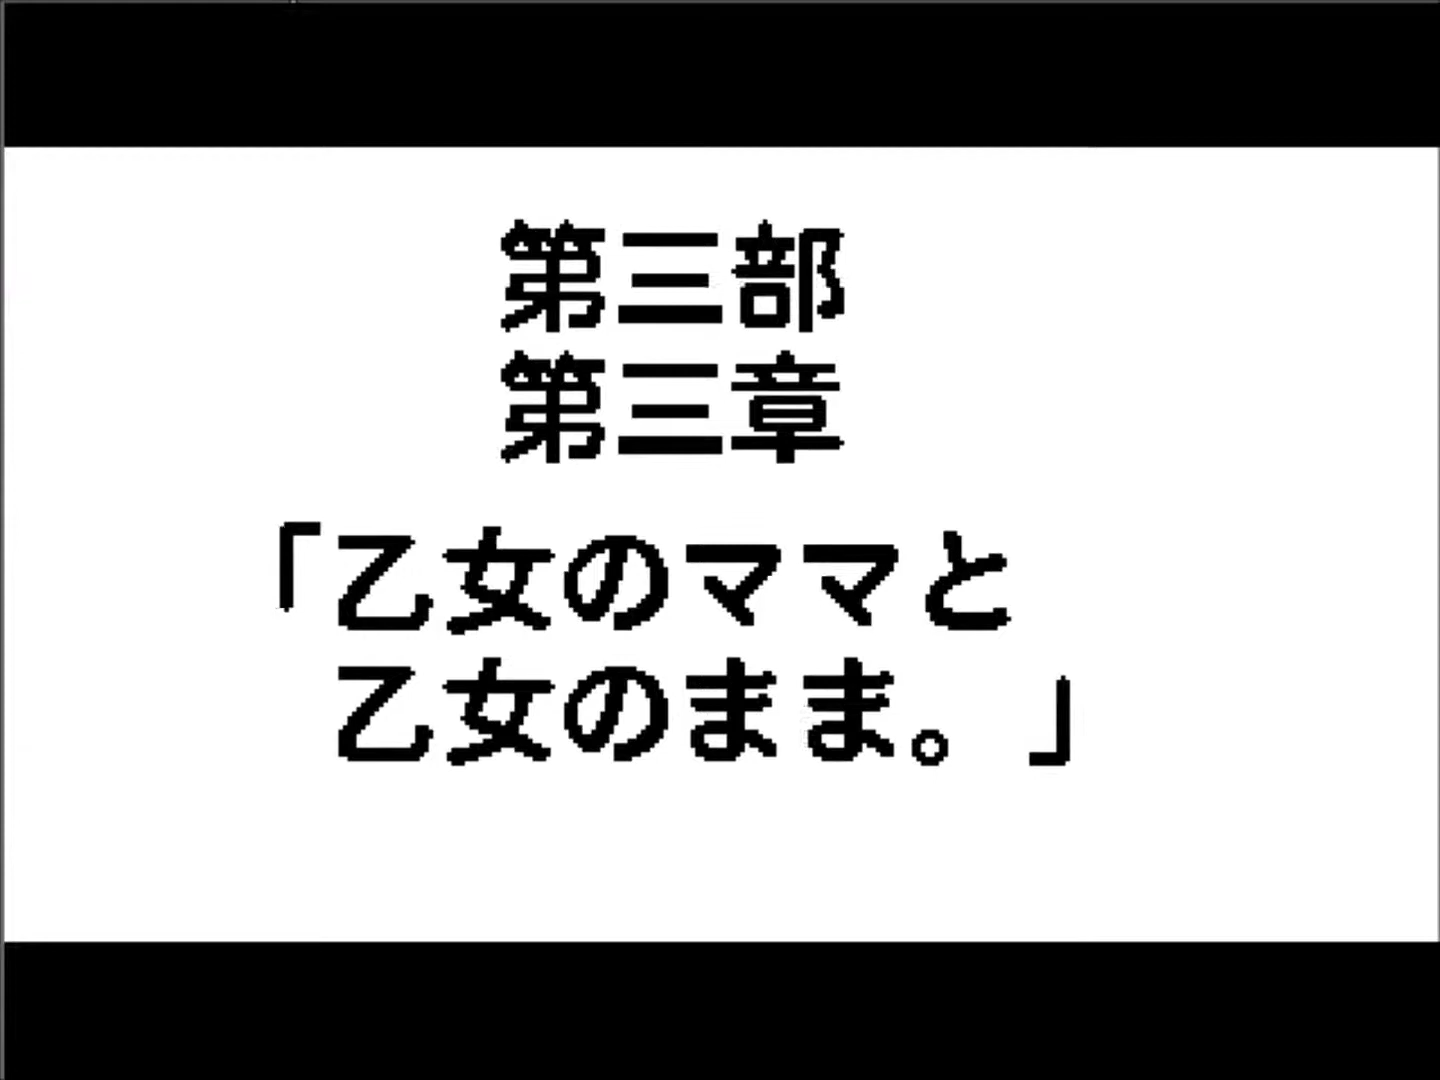 第三部
第三章
「乙女のママと
乙女のまま。」